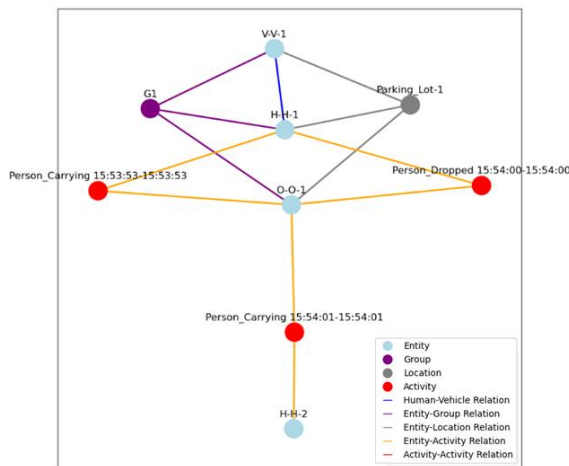 V-V-1
G1
Parking_Lot-1
H-H-1
Person_Carrying 15:53:53-15:53:53
Person_Dropped 15:54:00-15:54:00
O-O-1
Person_Carrying 15:54:01-15:54:01
H-H-2
Entity
Group
Location
Activity
Human-Vehicle Relation
Entity-Group Relation
Entity-Location Relation
Entity-Activity Relation
Activity-Activity Relation